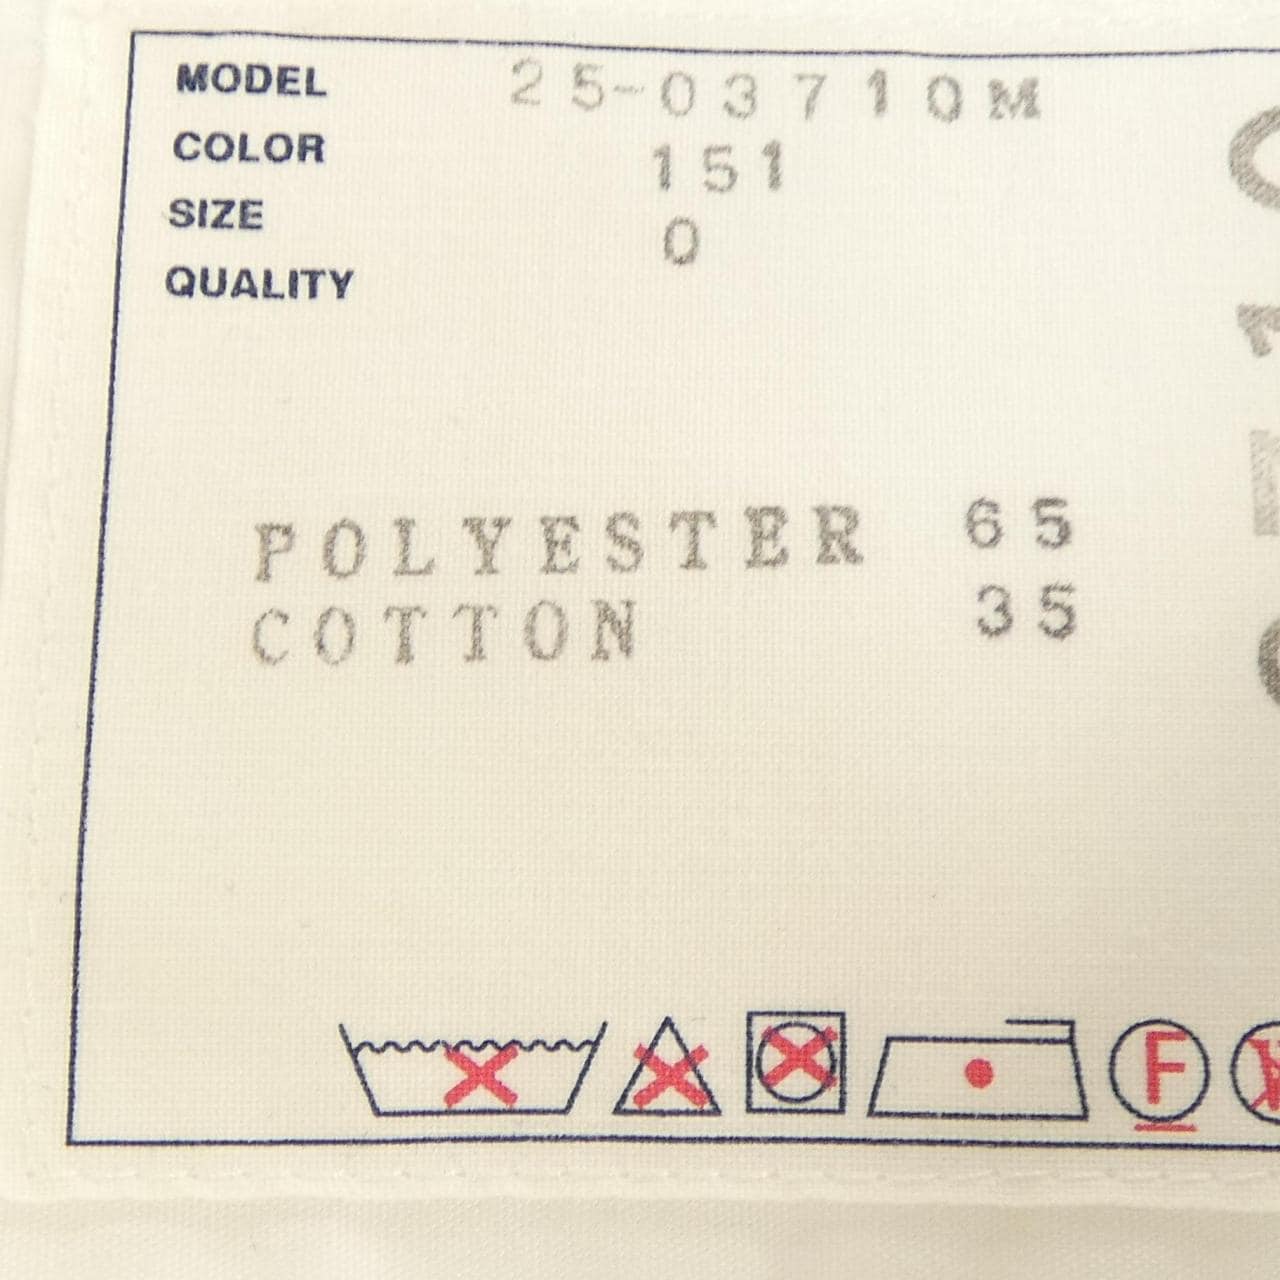 MODEL 25-03710M
COLOR 151
SIZE 0
QUALITY
POLYESTER 65
COTTON 35
F